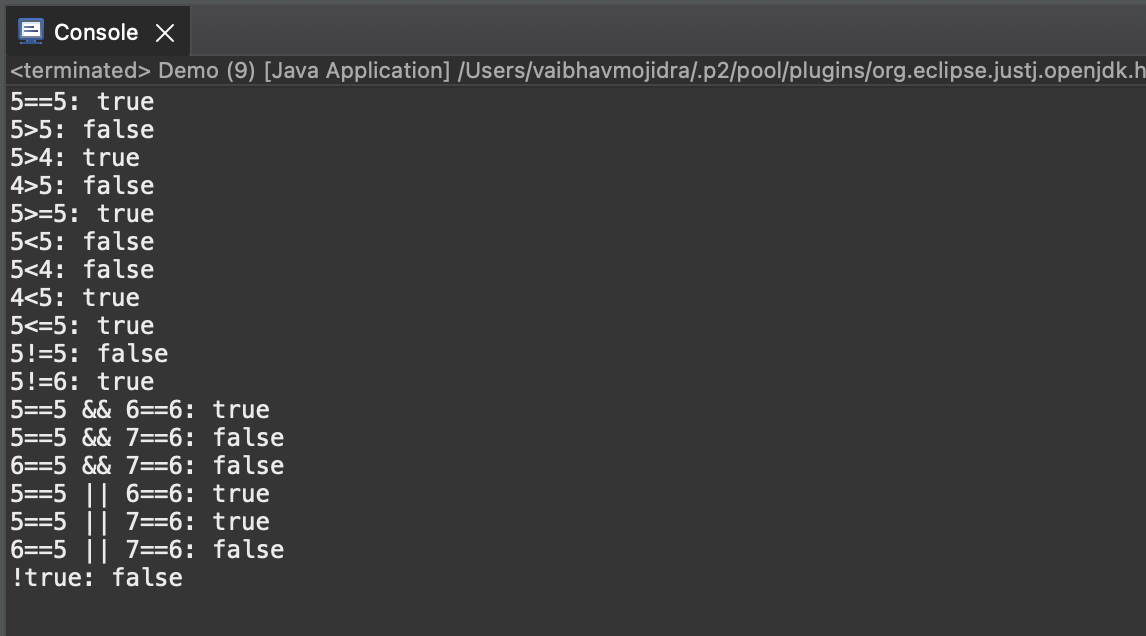 Console
<terminated> Demo (9) [Java Application] /Users/vaibhavmojidra/.p2/pool/plugins/org.eclipse.justj.openjdk.h
5==5: true
5>5: false
5>4: true
4>5: false
5>=5: true
5<5: false
5<4: false
4<5: true
5<=5: true
5!=5: false
5!=6: true
5==5 && 6==6: true
5==5 && 7==6: false
6==5 && 7==6: false
5==5 || 6==6: true
5==5 || 7==6: true
6==5 || 7==6: false
!true: false